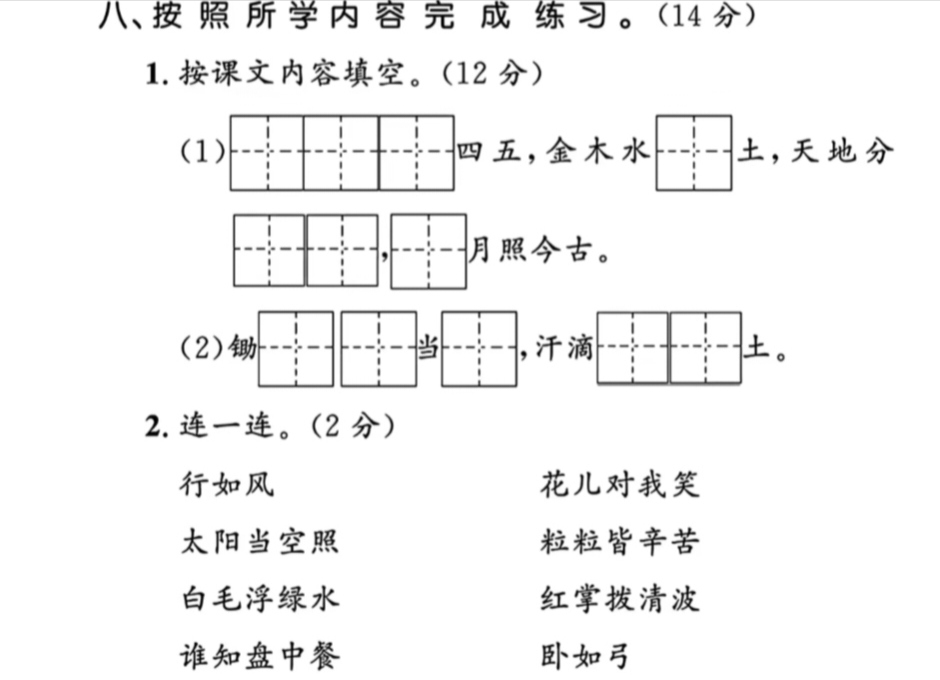 八、按照所学内容完成练习。(14分)
1. 按课文内容填空。(12分)
(1)四五,金木水土,天地分
,月照今古。
(2)锄当,汗滴土。
2. 连一连。(2分)
行如风 花儿对我笑
太阳当空照 粒粒皆辛苦
白毛浮绿水 红掌拨清波
谁知盘中餐 卧如弓